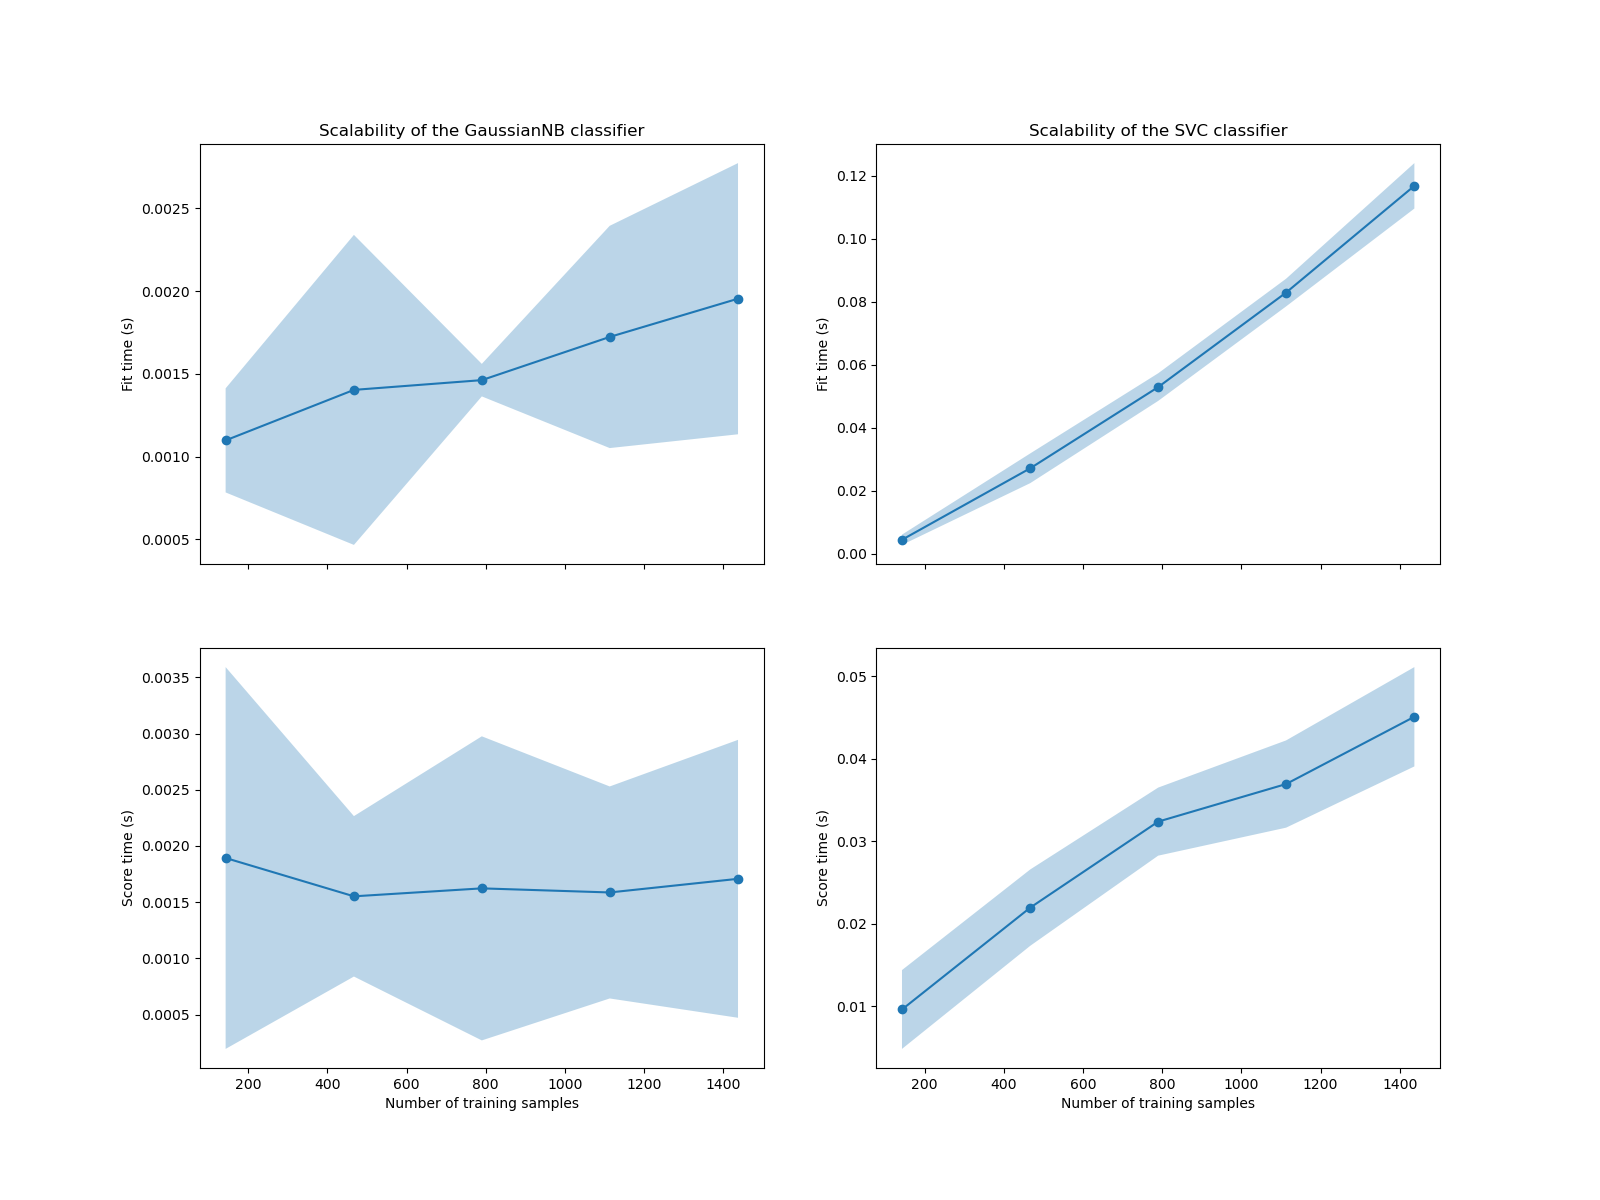 Scalability of the GaussianNB classifier
Fit time (s)
0.0025
0.0020
0.0015
0.0010
0.0005
Scalability of the SVC classifier
Fit time (s)
0.12
0.10
0.08
0.06
0.04
0.02
0.00
Score time (s)
0.0035
0.0030
0.0025
0.0020
0.0015
0.0010
0.0005
200 400 600 800 1000 1200 1400
Number of training samples
Score time (s)
0.05
0.04
0.03
0.02
0.01
200 400 600 800 1000 1200 1400
Number of training samples